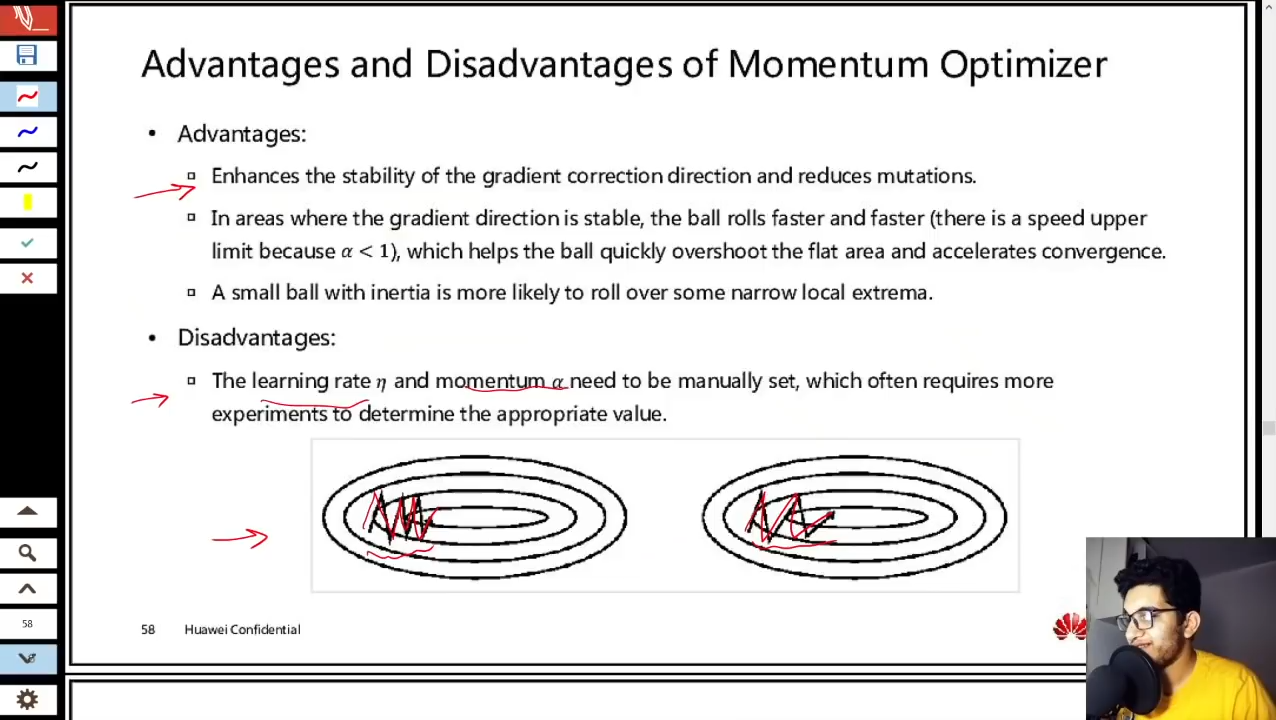 Advantages and Disadvantages of Momentum Optimizer
• Advantages:
▫ Enhances the stability of the gradient correction direction and reduces mutations.
▫ In areas where the gradient direction is stable, the ball rolls faster and faster (there is a speed upper
limit because α < 1), which helps the ball quickly overshoot the flat area and accelerates convergence.
▫ A small ball with inertia is more likely to roll over some narrow local extrema.
• Disadvantages:
▫ The learning rate η and momentum α need to be manually set, which often requires more
experiments to determine the appropriate value.
58
58 Huawei Confidential